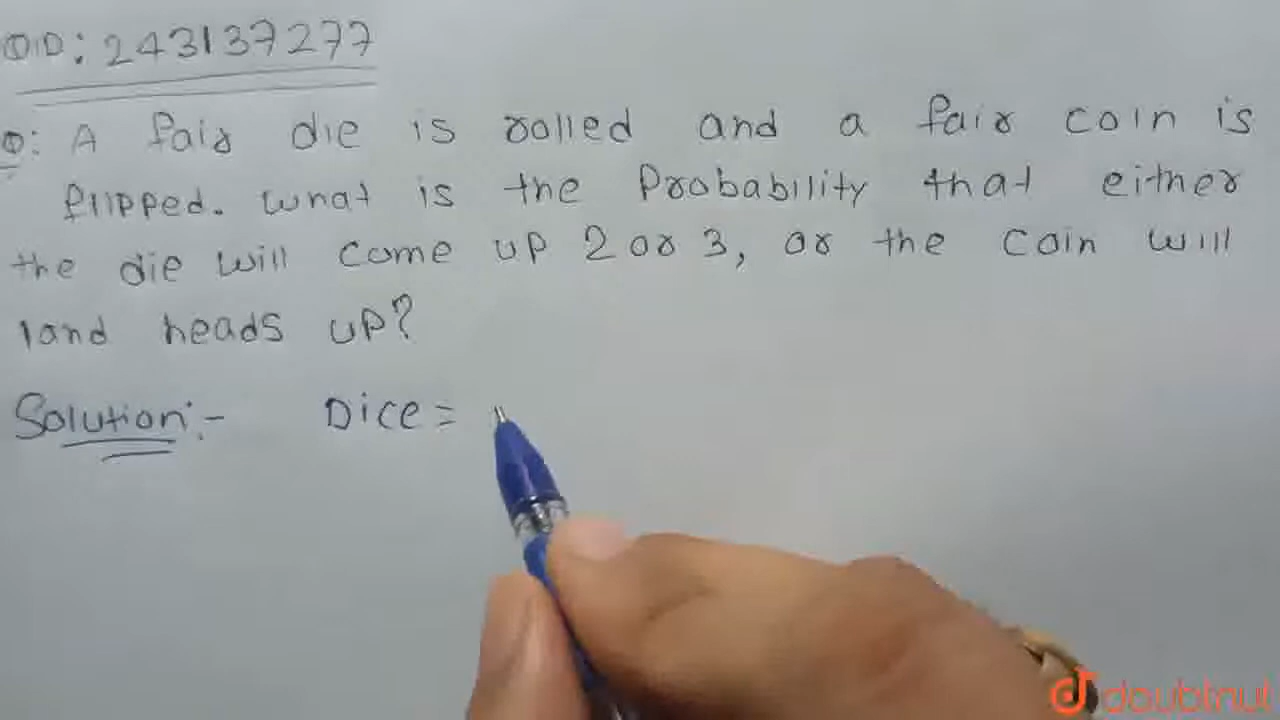 QID: 243137277
Q: A fair die is rolled and a fair coin is
flipped. what is the Probability that either
the die will come up 2 or 3, or the coin will
land heads up?
Solution:- Dice =
doubtnut